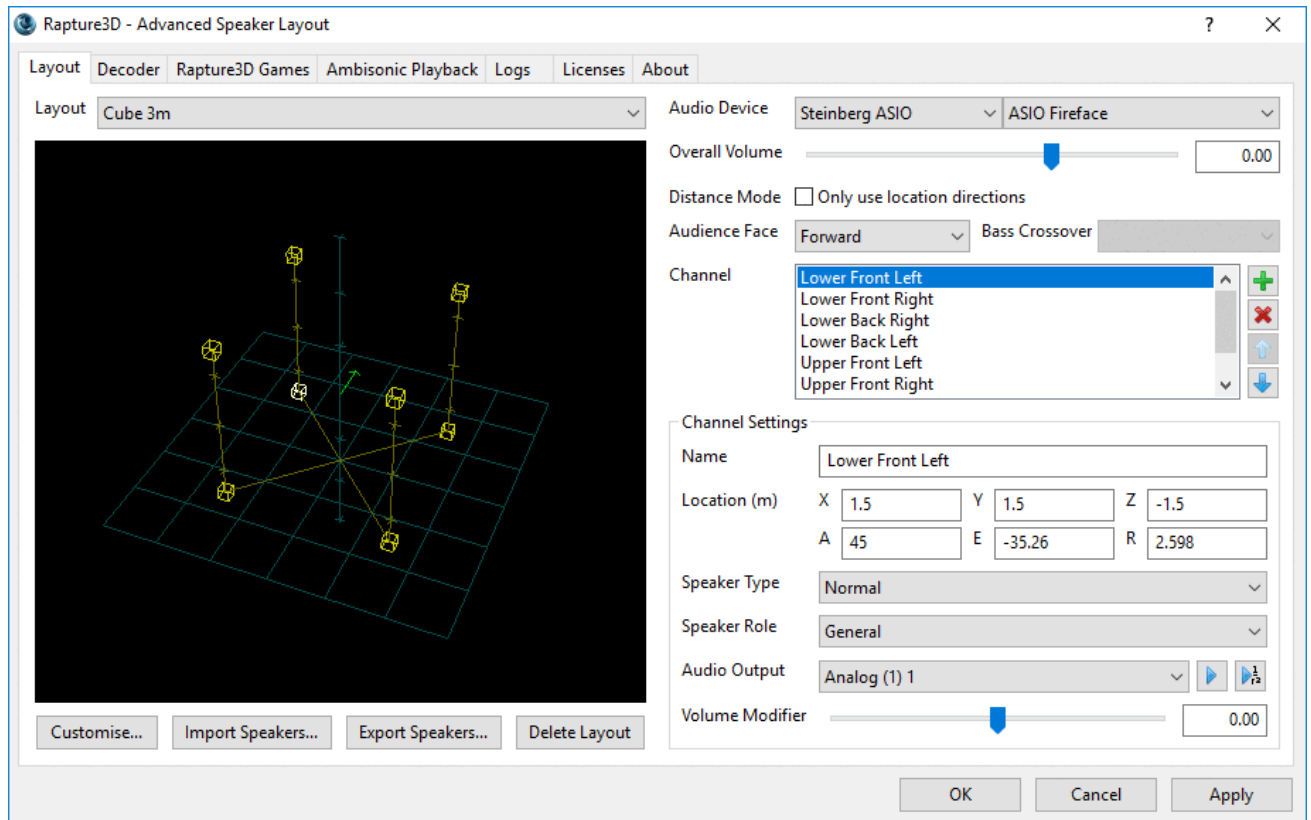 Rapture3D - Advanced Speaker Layout
?
Layout Decoder Rapture3D Games Ambisonic Playback Logs Licenses About
Layout Cube 3m
Audio Device Steinberg ASIO ASIO Fireface
Overall Volume 0.00
Distance Mode Only use location directions
Audience Face Forward Bass Crossover
Channel
Lower Front Left
Lower Front Right
Lower Back Right
Lower Back Left
Upper Front Left
Upper Front Right
Channel Settings
Name Lower Front Left
Location (m) X 1.5 Y 1.5 Z -1.5
A 45 E -35.26 R 2.598
Speaker Type Normal
Speaker Role General
Audio Output Analog (1) 1
Volume Modifier 0.00
Customise... Import Speakers... Export Speakers... Delete Layout
OK Cancel Apply